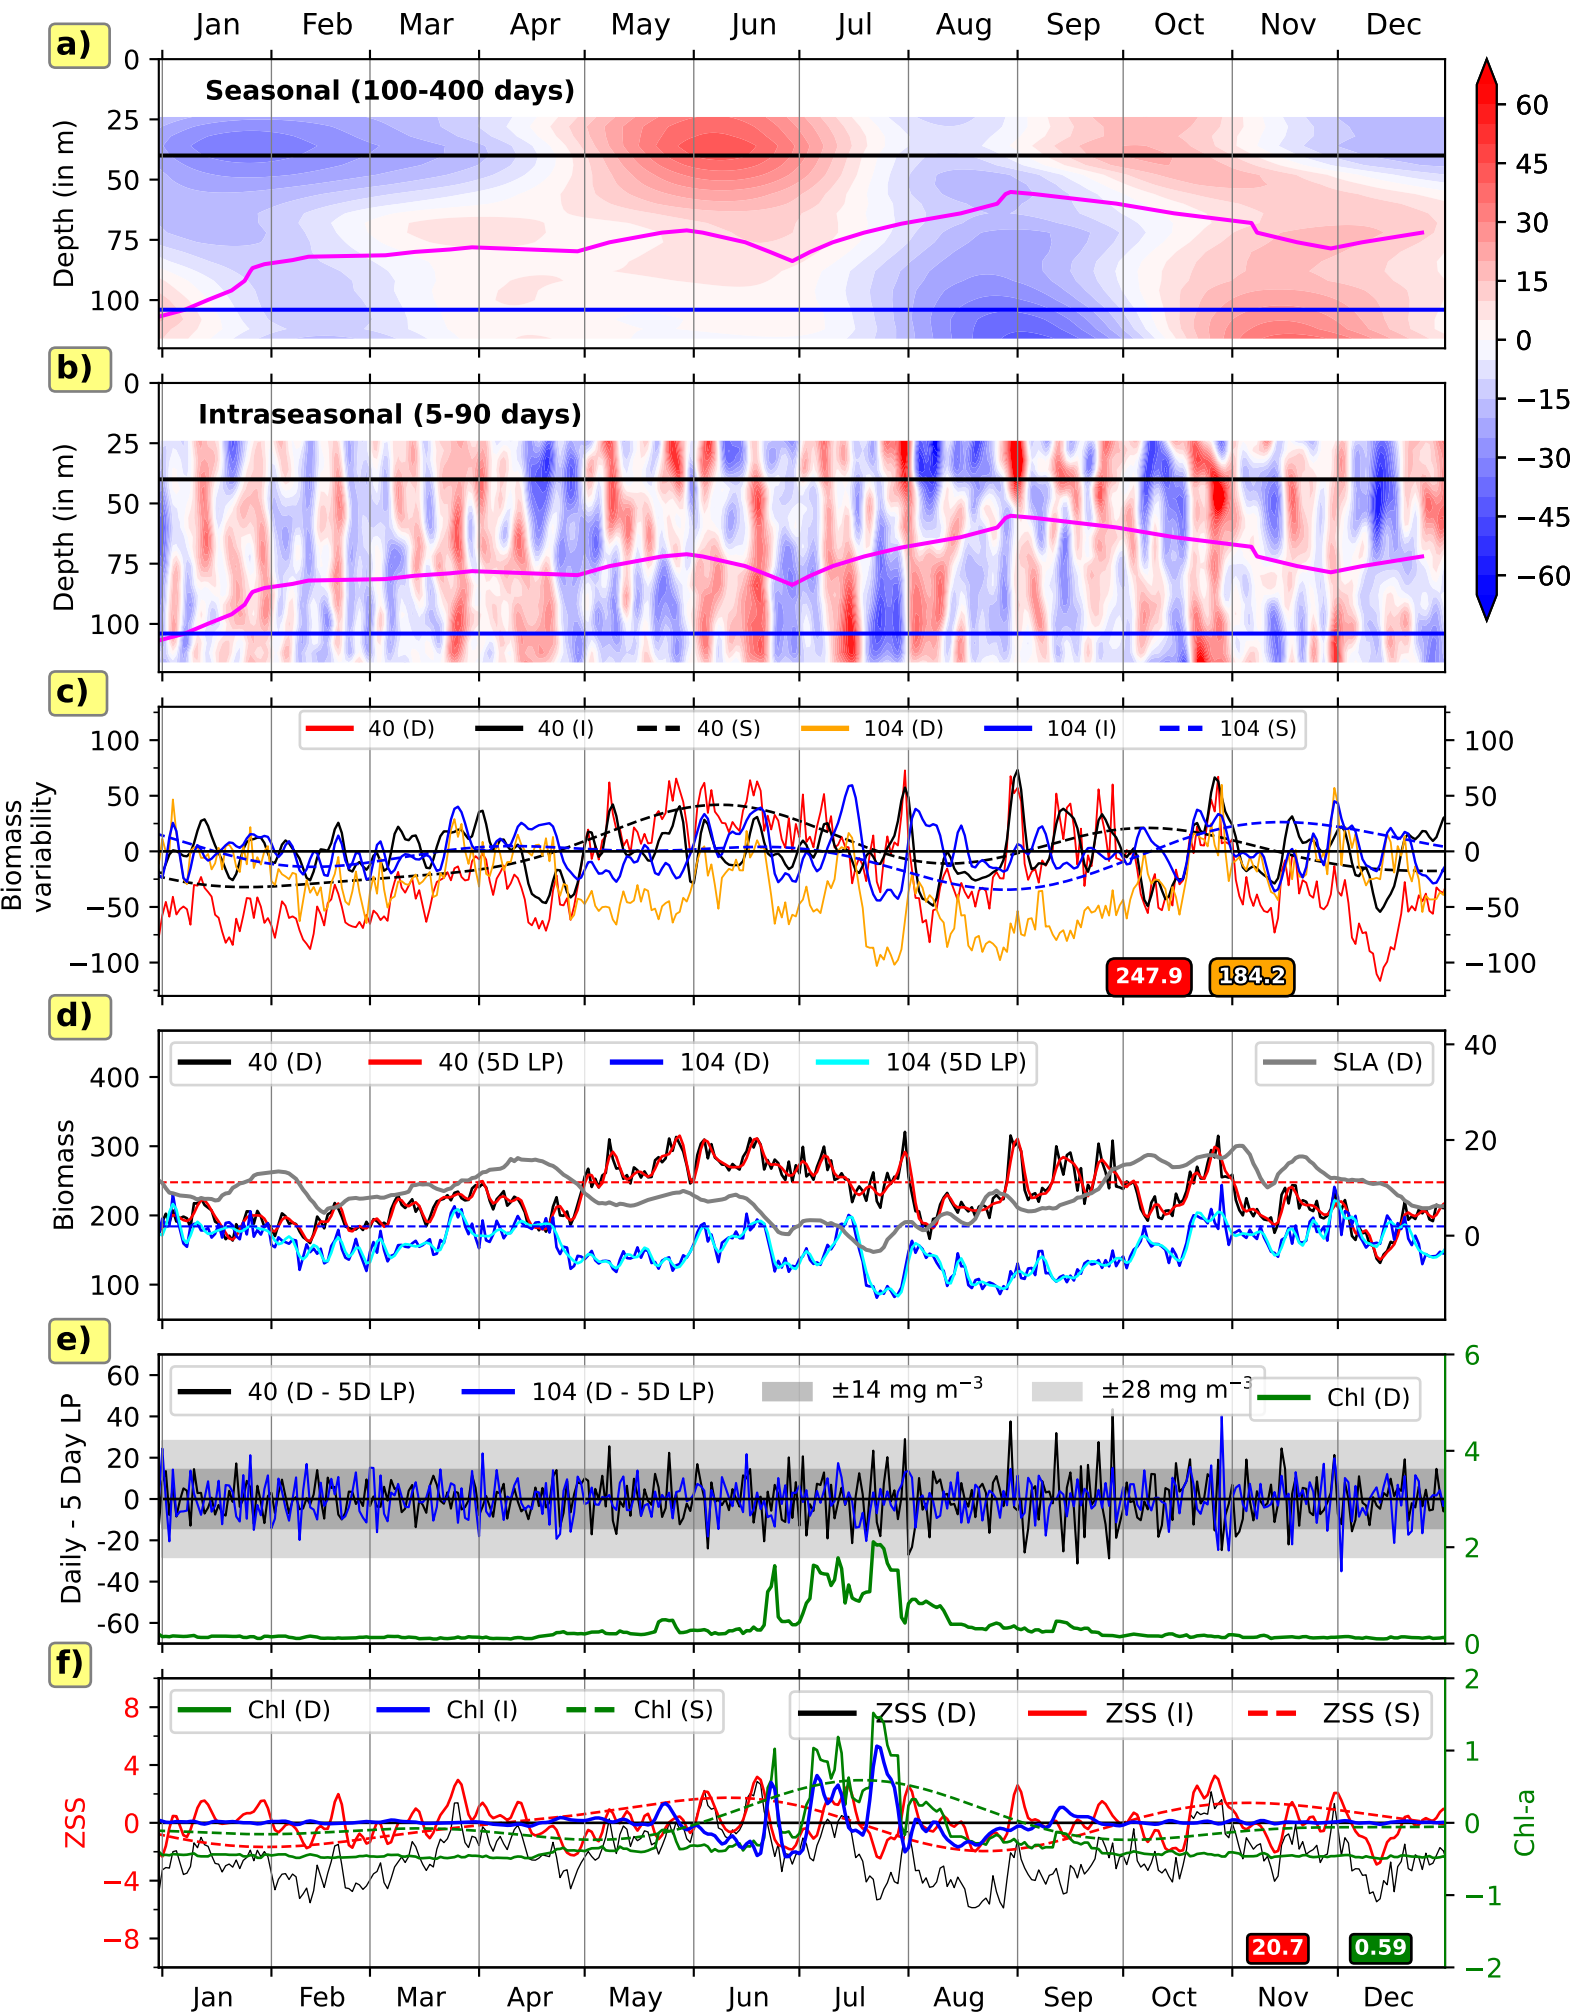 Jan Feb Mar Apr May Jun Jul Aug Sep Oct Nov Dec
a)
Seasonal (100-400 days)
Depth (in m)
0
25
50
75
100
60
45
30
15
0
−15
−30
−45
−60
b)
Intraseasonal (5-90 days)
Depth (in m)
0
25
50
75
100
c)
40 (D) 40 (I) 40 (S) 104 (D) 104 (I) 104 (S)
Biomass
variability
100
50
0
−50
−100
100
50
0
−50
−100
247.9 184.2
d)
40 (D) 40 (5D LP) 104 (D) 104 (5D LP) SLA (D)
Biomass
400
300
200
100
40
20
0
e)
40 (D - 5D LP) 104 (D - 5D LP) ±14 mg m−3 ±28 mg m−3 Chl (D)
Daily - 5 Day LP
60
40
20
0
-20
-40
-60
6
4
2
0
f)
Chl (D) Chl (I) Chl (S) ZSS (D) ZSS (I) ZSS (S)
ZSS
8
4
0
−4
−8
2
1
0
−1
−2
Chl-a
20.7 0.59
Jan Feb Mar Apr May Jun Jul Aug Sep Oct Nov Dec